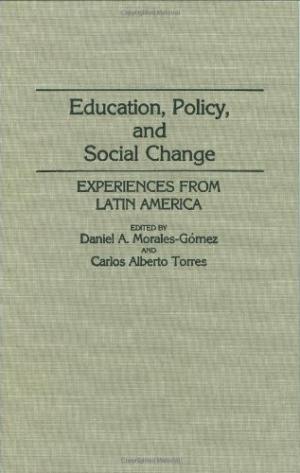 Education, Policy,
and
Social Change
EXPERIENCES FROM
LATIN AMERICA
EDITED BY
Daniel A. Morales-Gómez
AND
Carlos Alberto Torres